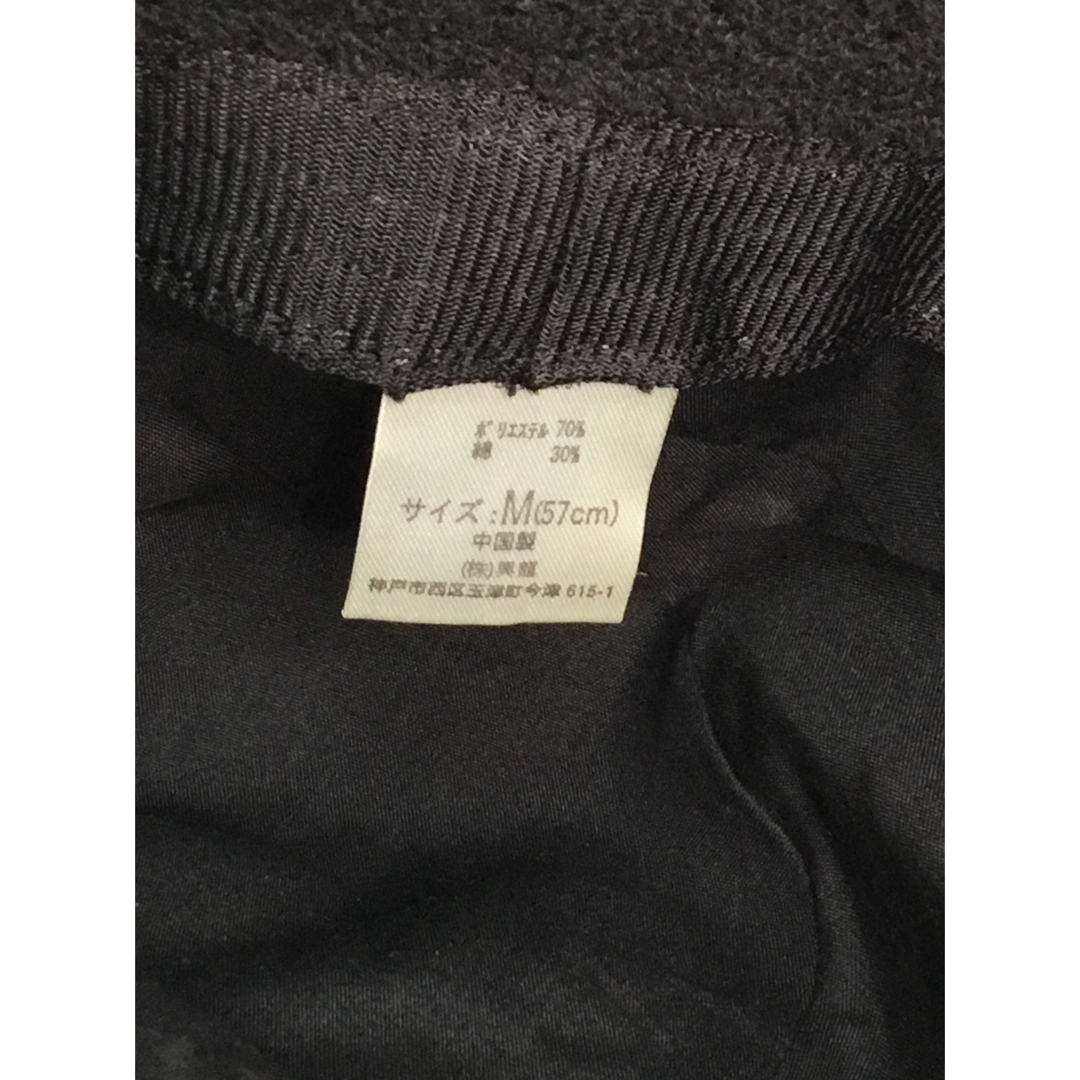 ポリエステル 70%
綿 30%
サイズ:M(57cm)
中国製
(株)興龍
神戸市西区玉津町今津 615-1